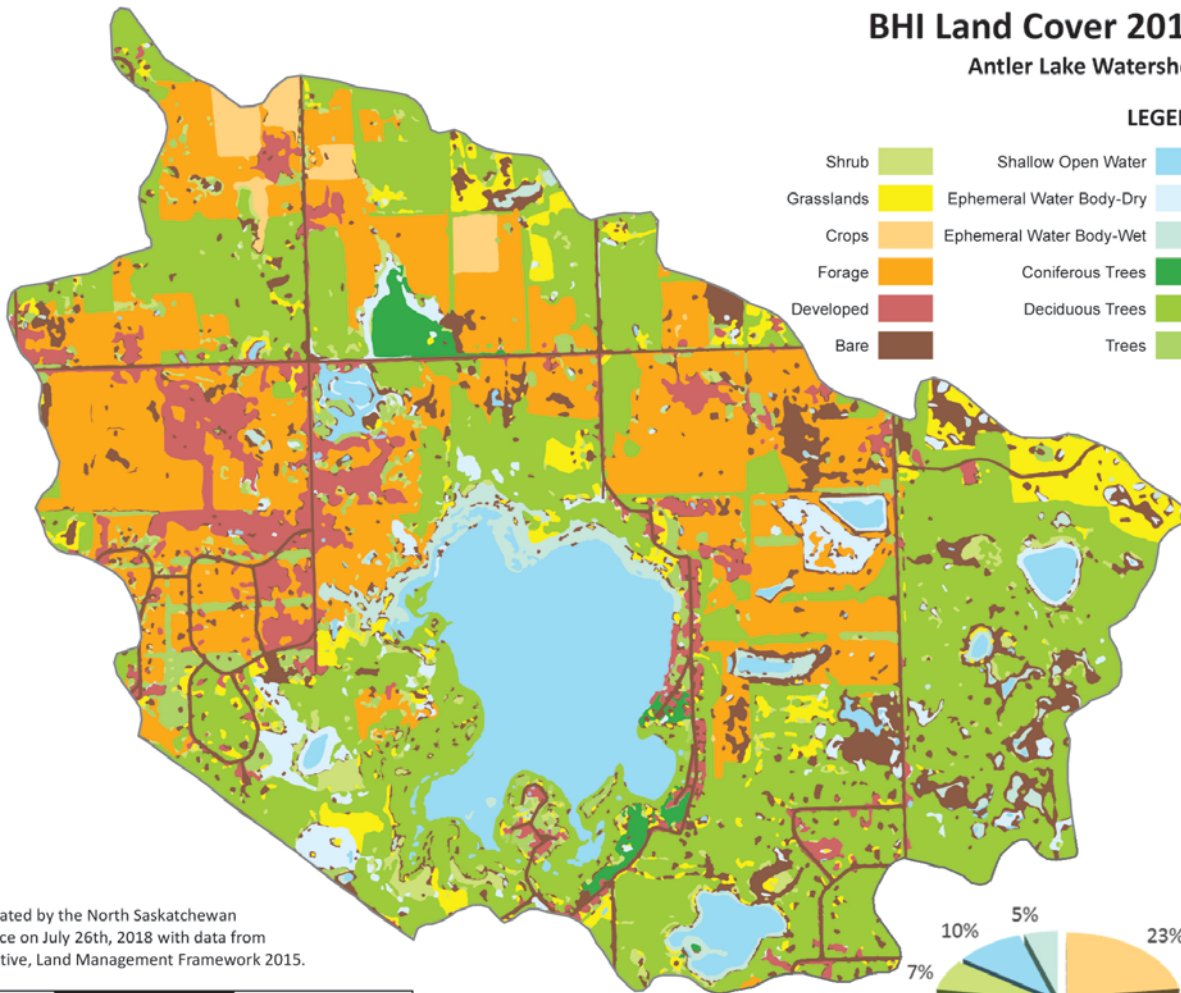 BHI Land Cover 201
Antler Lake Watershe
LEGE
Shrub
Shallow Open Water
Grasslands
Ephemeral Water Body-Dry
Crops
Ephemeral Water Body-Wet
Forage
Coniferous Trees
Developed
Deciduous Trees
Bare
Trees
ated by the North Saskatchewan
ce on July 26th, 2018 with data from
tive, Land Management Framework 2015.
5%
10%
23%
7%